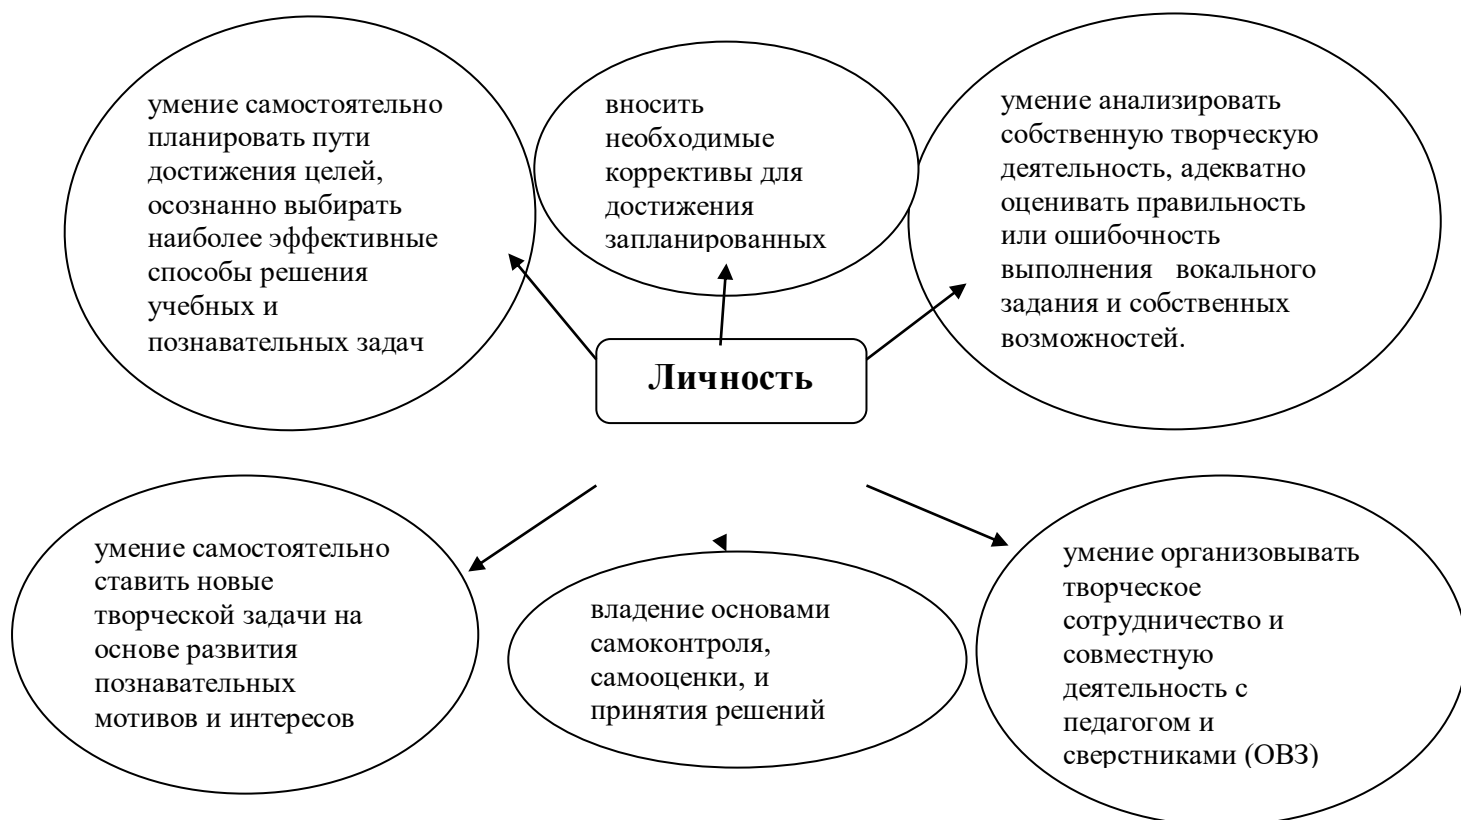 умение самостоятельно
планировать пути
достижения целей,
осознанно выбирать
наиболее эффективные
способы решения
учебных и
познавательных задач
вносить
необходимые
коррективы для
достижения
запланированных
умение анализировать
собственную творческую
деятельность, адекватно
оценивать правильность
или ошибочность
выполнения вокального
задания и собственных
возможностей.
Личность
умение самостоятельно
ставить новые
творческой задачи на
основе развития
познавательных
мотивов и интересов
владение основами
самоконтроля,
самооценки, и
принятия решений
умение организовывать
творческое
сотрудничество и
совместную
деятельность с
педагогом и
сверстниками (ОВЗ)